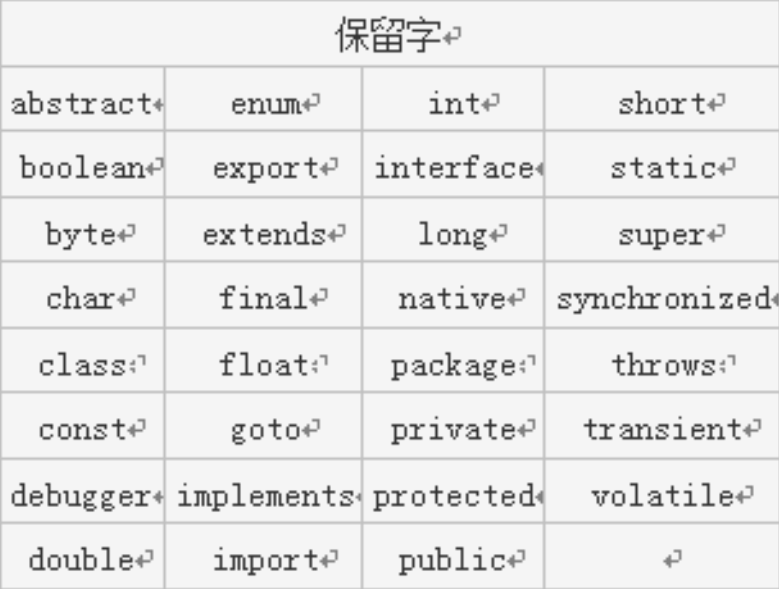 保留字
abstract enum int short
boolean export interface static
byte extends long super
char final native synchronized
class float package throws
const goto private transient
debugger implements protected volatile
double import public